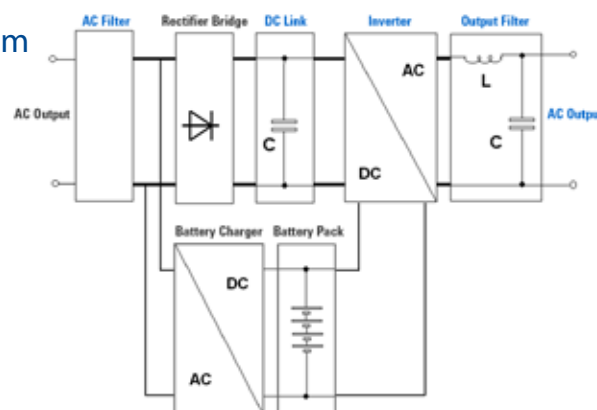 m
AC Filter
Rectifier Bridge
DC Link
Inverter
Output Filter
AC Output
C
AC
DC
L
C
AC Outpu
Battery Charger
Battery Pack
DC
AC